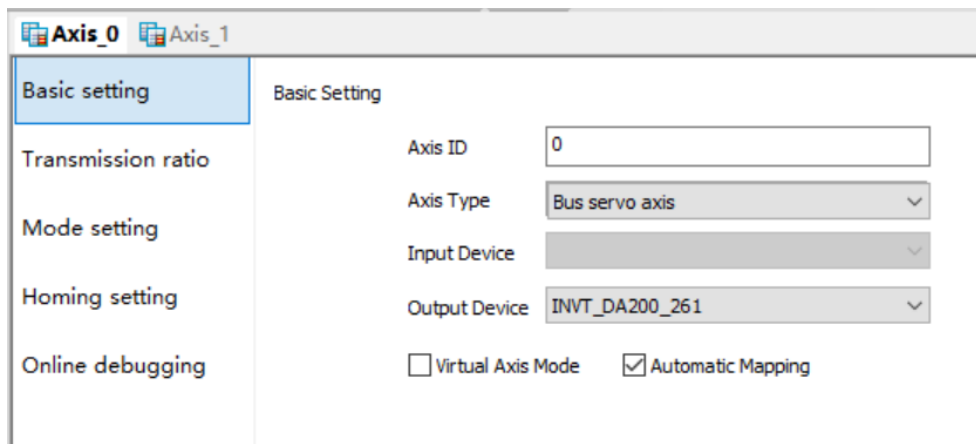 Axis_0 Axis_1
Basic setting
Transmission ratio
Mode setting
Homing setting
Online debugging
Basic Setting
Axis ID 0
Axis Type Bus servo axis
Input Device
Output Device INVT_DA200_261
Virtual Axis Mode Automatic Mapping